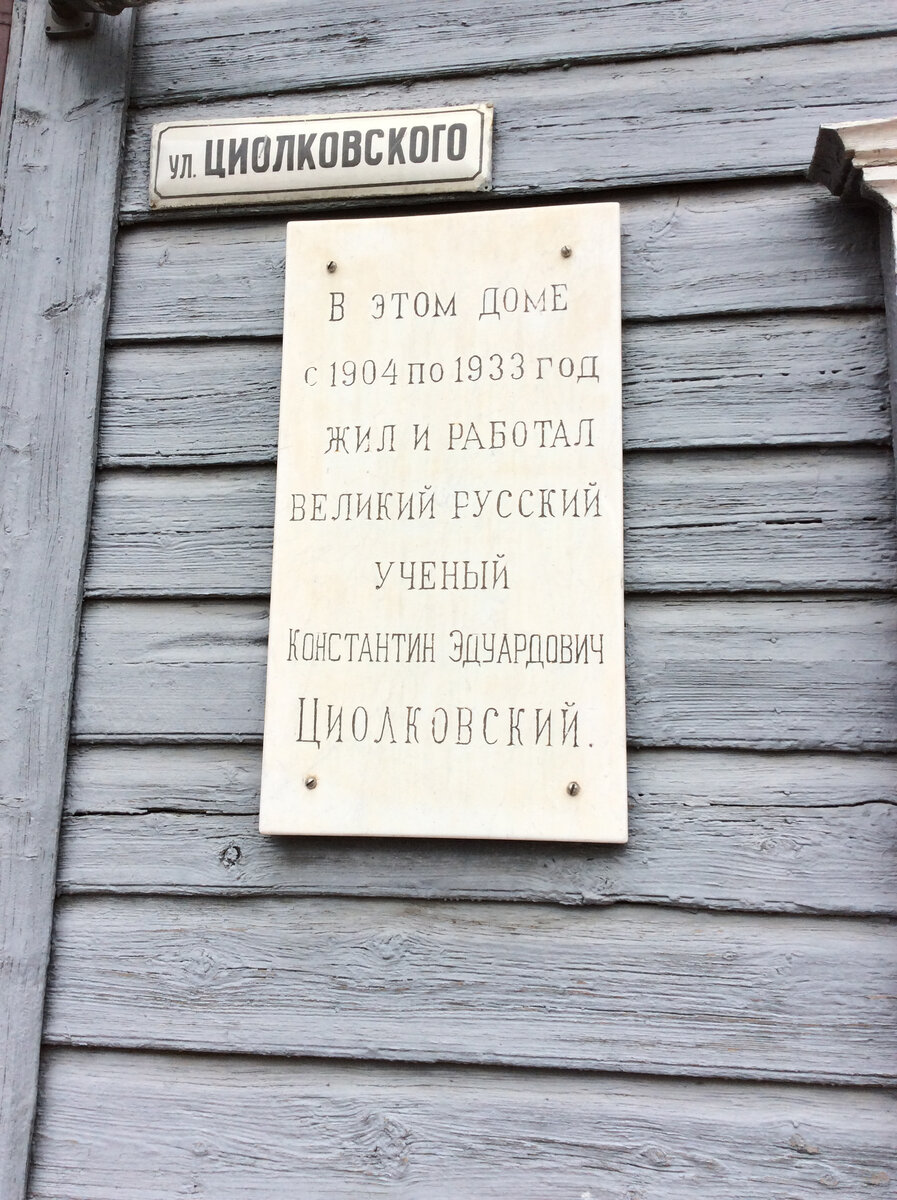 ул. ЦИОЛКОВСКОГО
В ЭТОМ ДОМЕ
С 1904 ПО 1933 ГОД
ЖИЛ И РАБОТАЛ
ВЕЛИКИЙ РУССКИЙ
УЧЕНЫЙ
КОНСТАНТИН ЭДУАРДОВИЧ
ЦИОЛКОВСКИЙ.